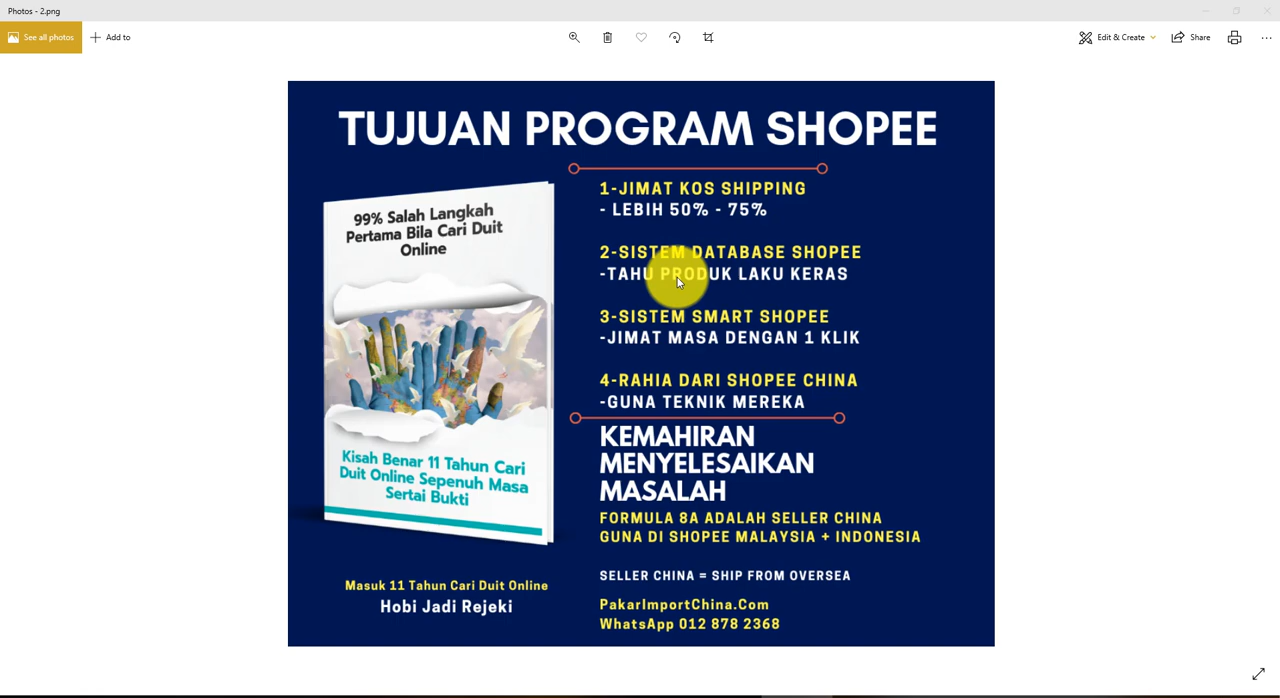 Photos - 2.png
See all photos
Add to
Edit & Create
Share
TUJUAN PROGRAM SHOPEE
99% Salah Langkah
Pertama Bila Cari Duit
Online
Kisah Benar 11 Tahun Cari
Duit Online Sepenuh Masa
Sertai Bukti
Masuk 11 Tahun Cari Duit Online
Hobi Jadi Rejeki
1-JIMAT KOS SHIPPING
- LEBIH 50% - 75%
2-SISTEM DATABASE SHOPEE
-TAHU PRODUK LAKU KERAS
3-SISTEM SMART SHOPEE
-JIMAT MASA DENGAN 1 KLIK
4-RAHIA DARI SHOPEE CHINA
-GUNA TEKNIK MEREKA
KEMAHIRAN
MENYELESAIKAN
MASALAH
FORMULA 8A ADALAH SELLER CHINA
GUNA DI SHOPEE MALAYSIA + INDONESIA
SELLER CHINA = SHIP FROM OVERSEA
PakarImportChina.Com
WhatsApp 012 878 2368